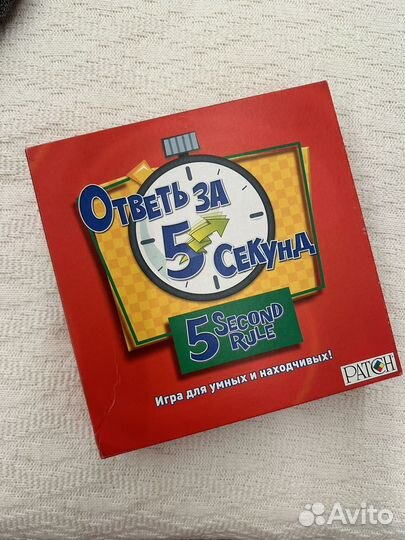 Ответь за
5 секунд
5 Second
Rule
Игра для умных и находчивых!
PATCH
Avito